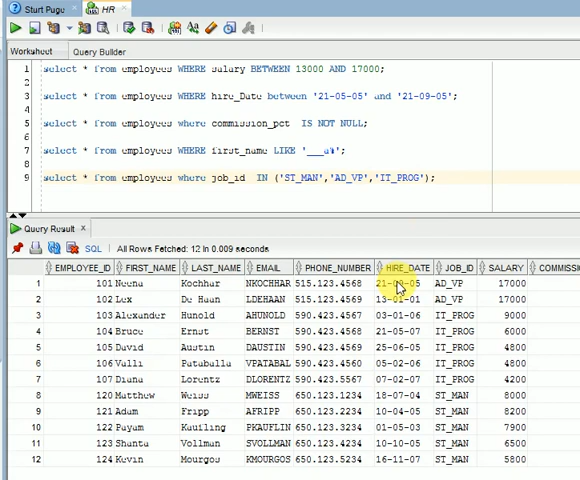 Start Page × HR ×
Worksheet Query Builder
1 select * from employees WHERE salary BETWEEN 13000 AND 17000;
2
3 select * from employees WHERE hire_Date between '21-05-05' and '21-09-05';
4
5 select * from employees where commission_pct IS NOT NULL;
6
7 select * from employees WHERE first_name LIKE '___a%';
8
9 select * from employees where job_id IN ('ST_MAN','AD_VP','IT_PROG');
Query Result ×
SQL | All Rows Fetched: 12 in 0.009 seconds
EMPLOYEE_ID FIRST_NAME LAST_NAME EMAIL PHONE_NUMBER HIRE_DATE JOB_ID SALARY COMMISS
1 101 Neena Kochhar NKOCHHAR 515.123.4568 AD_VP 17000
2 102 Lex De Haan LDEHAAN 515.123.4569 13-01-01 AD_VP 17000
3 103 Alexander Hunold AHUNOLD 590.423.4567 03-01-06 IT_PROG 9000
4 104 Bruce Ernst BERNST 590.423.4568 21-05-07 IT_PROG 6000
5 105 David Austin DAUSTIN 590.423.4569 25-06-05 IT_PROG 4800
6 106 Valli Pataballa VPATABAL 590.423.4560 05-02-06 IT_PROG 4800
7 107 Diana Lorentz DLORENTZ 590.423.5567 07-02-07 IT_PROG 4200
8 120 Matthew Weiss MWEISS 650.123.1234 18-07-04 ST_MAN 8000
9 121 Adam Fripp AFRIPP 650.123.2234 10-04-05 ST_MAN 8200
10 122 Payam Kaufling PKAUFLIN 650.123.3234 01-05-03 ST_MAN 7900
11 123 Shanta Vollman SVOLLMAN 650.123.4234 10-10-05 ST_MAN 6500
12 124 Kevin Mourgos KMOURGOS 650.123.5234 16-11-07 ST_MAN 5800